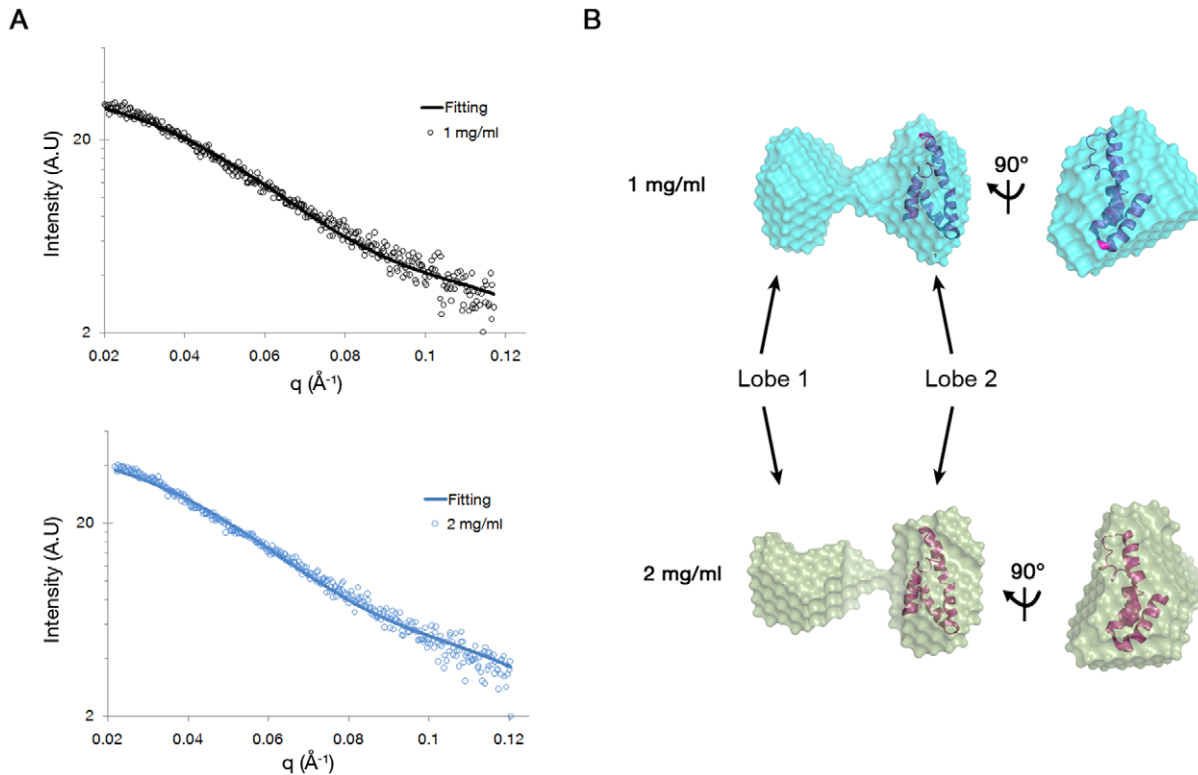 A
Intensity (A.U)
20
2
Fitting
1 mg/ml
0.02 0.04 0.06 0.08 0.1 0.12
q (Å⁻¹)
Intensity (A.U)
20
2
Fitting
2 mg/ml
0.02 0.04 0.06 0.08 0.1 0.12
q (Å⁻¹)
B
1 mg/ml
90°
Lobe 1 Lobe 2
2 mg/ml
90°